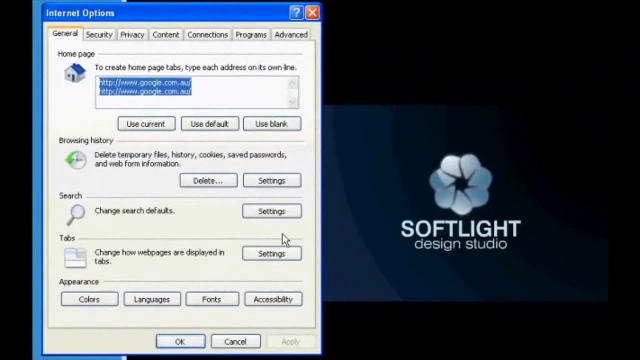 Internet Options
General Security Privacy Content Connections Programs Advanced
Home page
To create home page tabs, type each address on its own line.
http://www.google.com.au/
http://www.google.com.au/
Use current Use default Use blank
Browsing history
Delete temporary files, history, cookies, saved passwords,
and web form information.
Delete... Settings
Search
Change search defaults.
Settings
Tabs
Change how webpages are displayed in
tabs.
Settings
Appearance
Colors Languages Fonts Accessibility
OK Cancel Apply
SOFTLIGHT
design studio